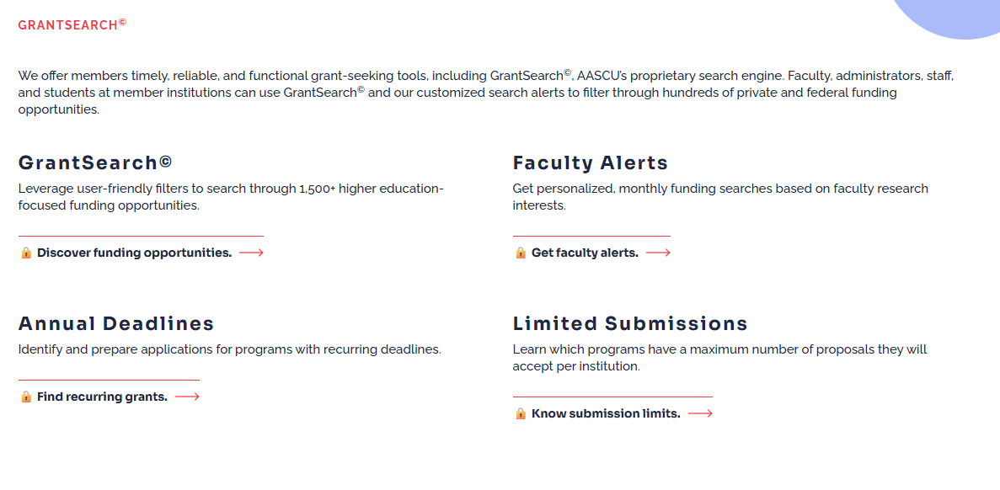 GRANTSEARCH©
We offer members timely, reliable, and functional grant-seeking tools, including GrantSearch©, AASCU’s proprietary search engine. Faculty, administrators, staff,
and students at member institutions can use GrantSearch© and our customized search alerts to filter through hundreds of private and federal funding
opportunities.
GrantSearch©
Leverage user-friendly filters to search through 1,500+ higher education-
focused funding opportunities.
🔒 Discover funding opportunities. ⟶
Faculty Alerts
Get personalized, monthly funding searches based on faculty research
interests.
🔒 Get faculty alerts. ⟶
Annual Deadlines
Identify and prepare applications for programs with recurring deadlines.
🔒 Find recurring grants. ⟶
Limited Submissions
Learn which programs have a maximum number of proposals they will
accept per institution.
🔒 Know submission limits. ⟶